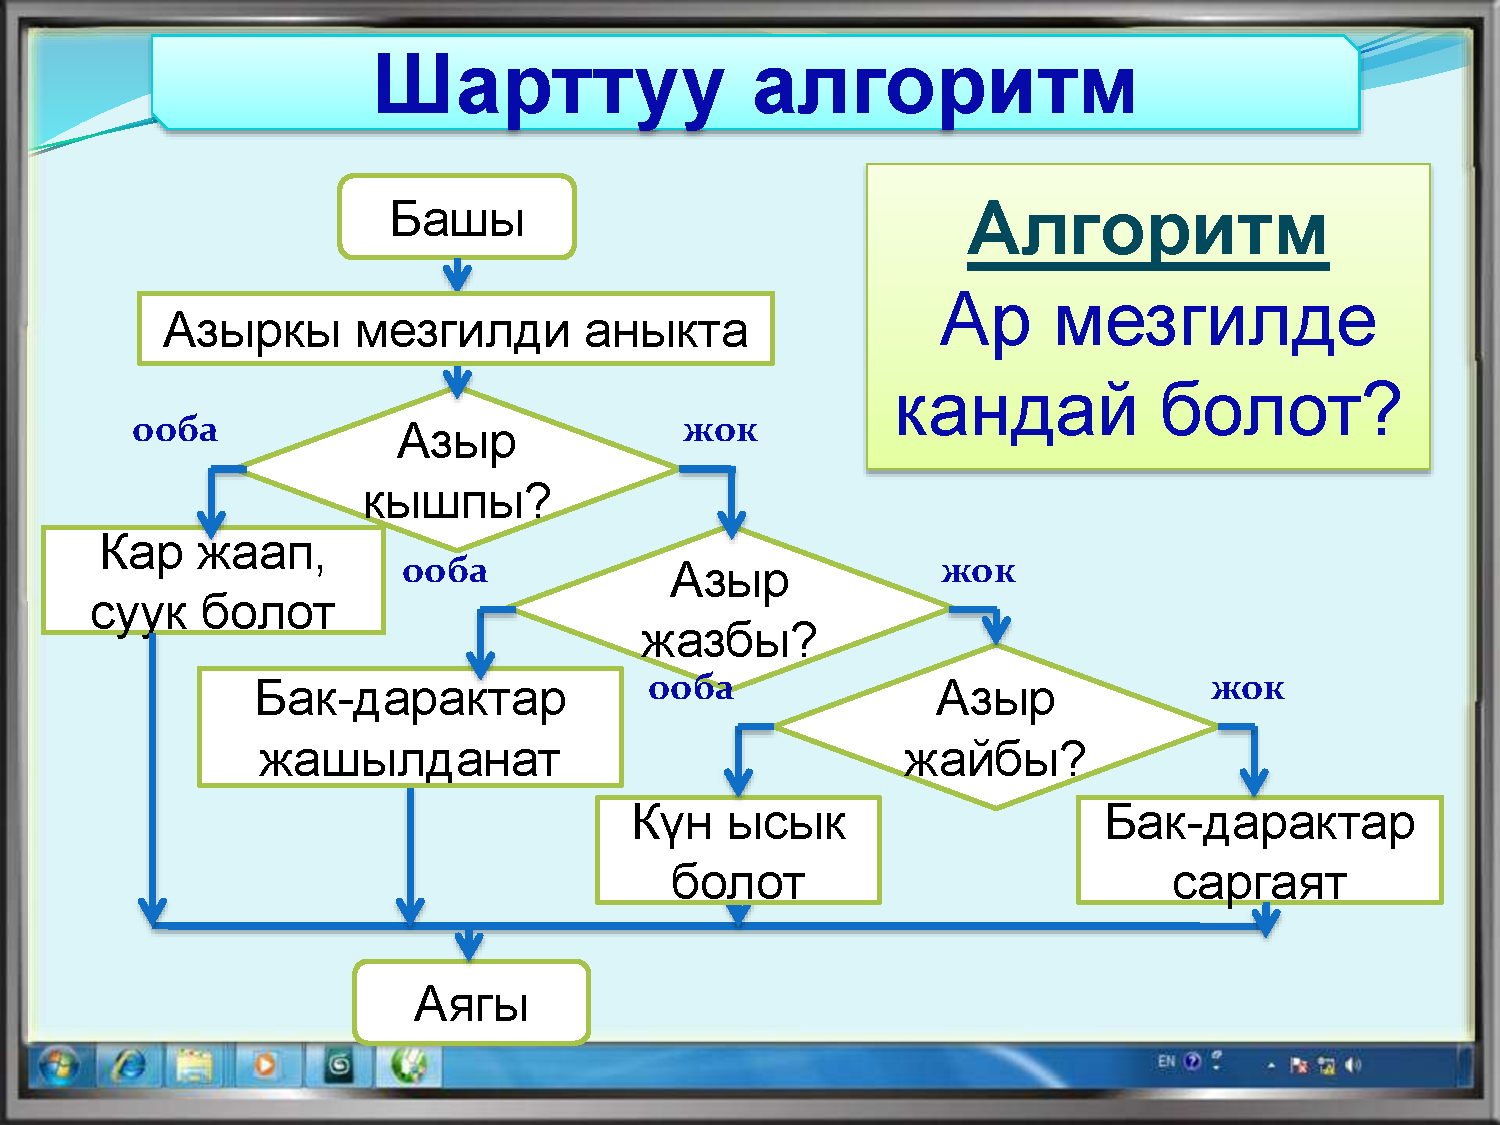 Шарттуу алгоритм
Башы
Алгоритм
Ар мезгилде
кандай болот?
Азыркы мезгилди аныкта
ооба
жок
Азыр
кышпы?
Кар жаап,
суук болот
ооба
жок
Азыр
жазбы?
Бак-дарактар
жашылданат
ооба
жок
Азыр
жайбы?
Күн ысык
болот
Бак-дарактар
саргаят
Аягы
EN